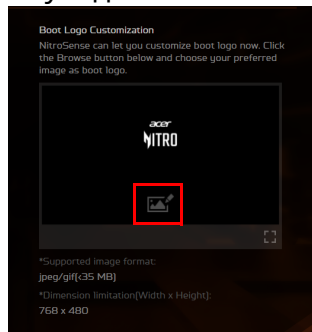 Boot Logo Customization
NitroSense can let you customize boot logo now. Click
the Browse button below and choose your preferred
image as boot logo.
acer
NITRO
*Supported image format:
jpeg/gif(<35 MB)
*Dimension limitation(Width x Height):
768 x 480